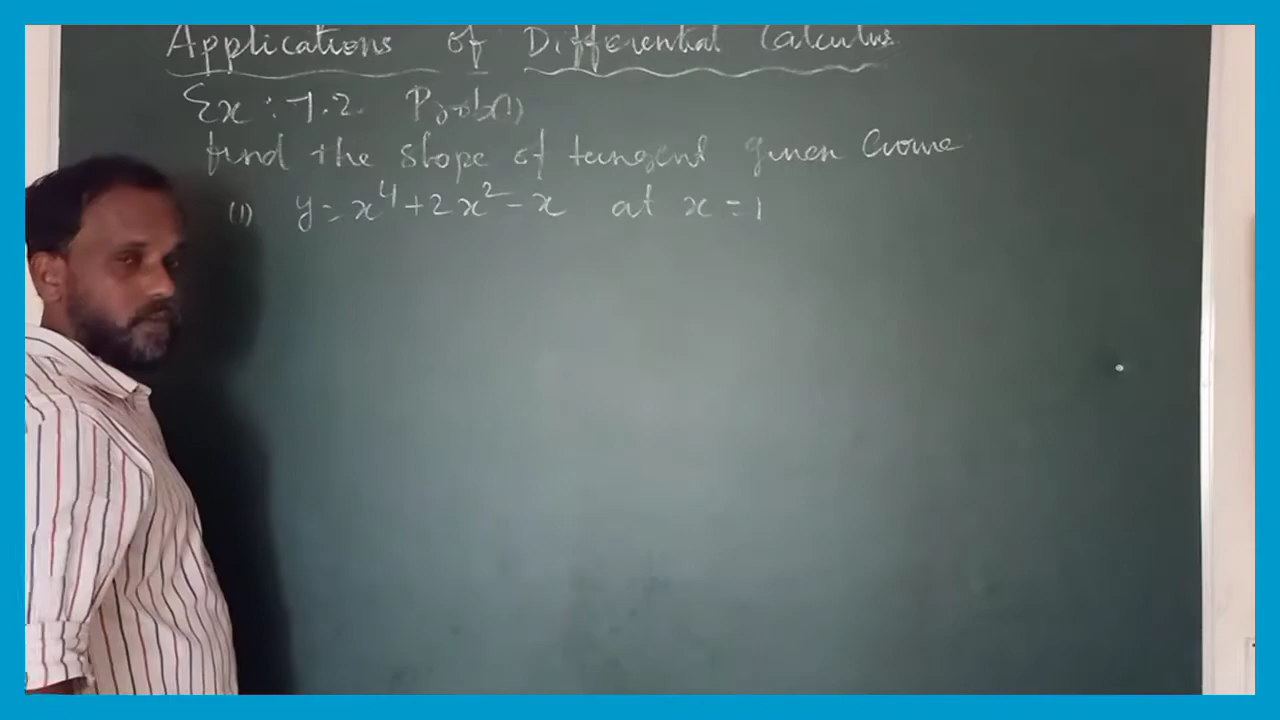 Applications of Differential Calculus
Ex: 7.2 Prob(1)
find the slope of tangent given Curve
(1) y = x⁴ + 2x² - x at x = 1